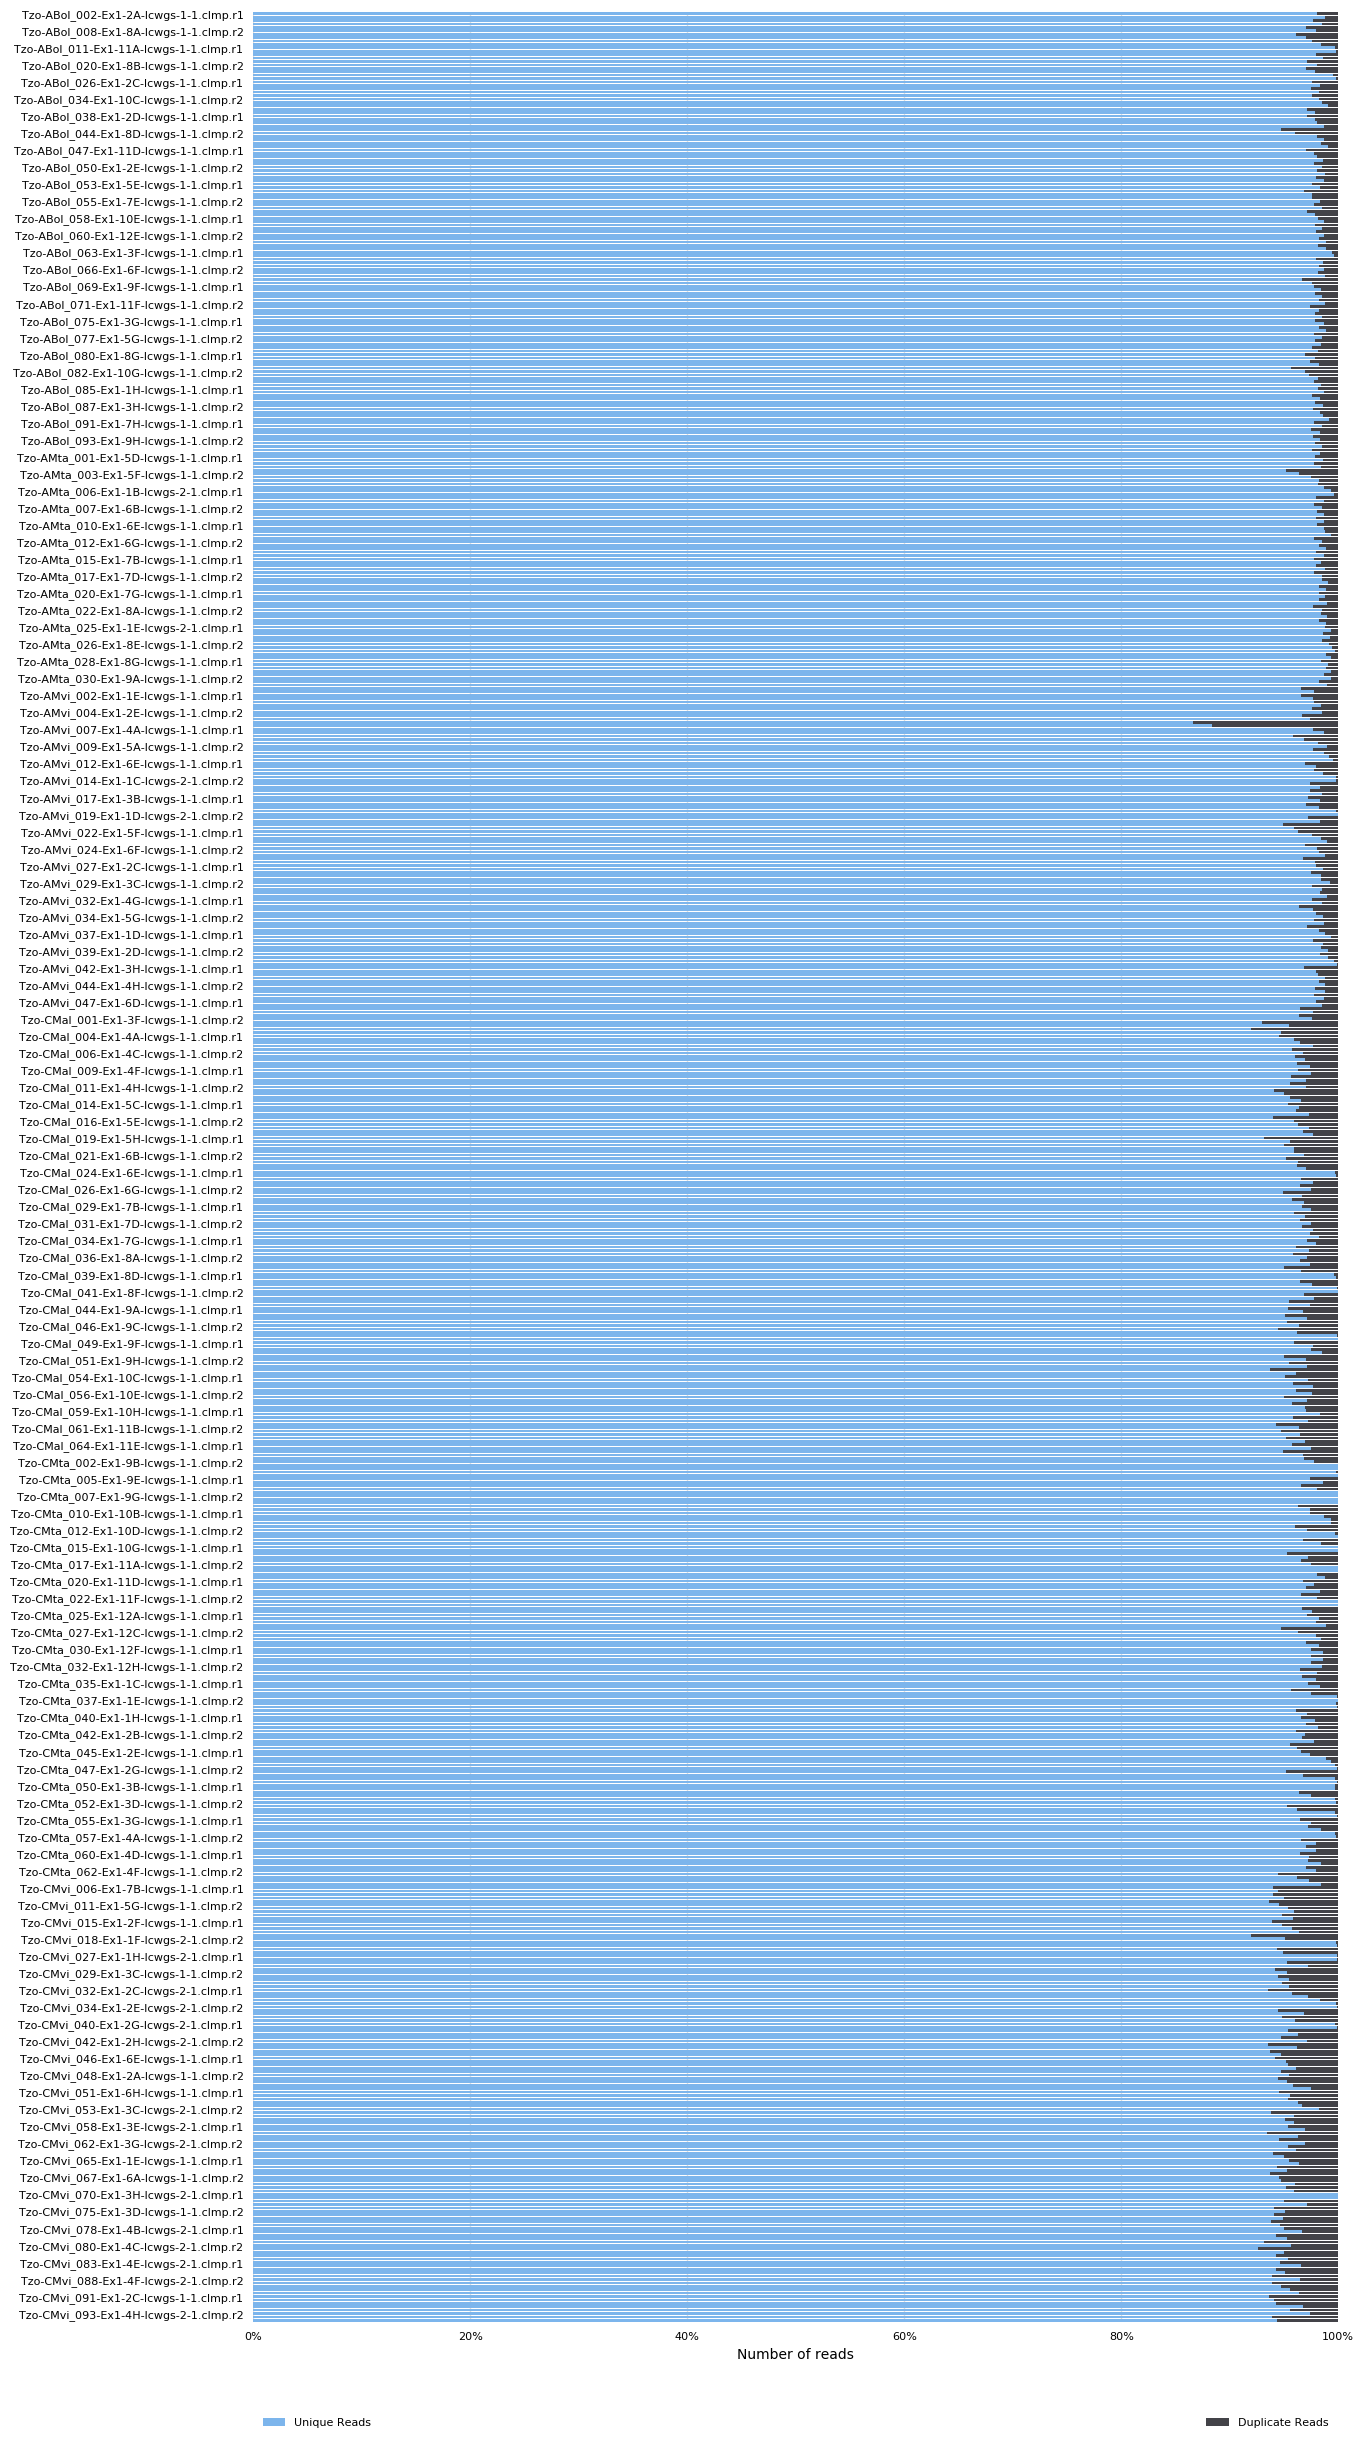 Tzo-ABol_002-Ex1-2A-lcwgs-1-1.clmp.r1
Tzo-ABol_008-Ex1-8A-lcwgs-1-1.clmp.r2
Tzo-ABol_011-Ex1-11A-lcwgs-1-1.clmp.r1
Tzo-ABol_020-Ex1-8B-lcwgs-1-1.clmp.r2
Tzo-ABol_026-Ex1-2C-lcwgs-1-1.clmp.r1
Tzo-ABol_034-Ex1-10C-lcwgs-1-1.clmp.r2
Tzo-ABol_038-Ex1-2D-lcwgs-1-1.clmp.r1
Tzo-ABol_044-Ex1-8D-lcwgs-1-1.clmp.r2
Tzo-ABol_047-Ex1-11D-lcwgs-1-1.clmp.r1
Tzo-ABol_050-Ex1-2E-lcwgs-1-1.clmp.r2
Tzo-ABol_053-Ex1-5E-lcwgs-1-1.clmp.r1
Tzo-ABol_055-Ex1-7E-lcwgs-1-1.clmp.r2
Tzo-ABol_058-Ex1-10E-lcwgs-1-1.clmp.r1
Tzo-ABol_060-Ex1-12E-lcwgs-1-1.clmp.r2
Tzo-ABol_063-Ex1-3F-lcwgs-1-1.clmp.r1
Tzo-ABol_066-Ex1-6F-lcwgs-1-1.clmp.r2
Tzo-ABol_069-Ex1-9F-lcwgs-1-1.clmp.r1
Tzo-ABol_071-Ex1-11F-lcwgs-1-1.clmp.r2
Tzo-ABol_075-Ex1-3G-lcwgs-1-1.clmp.r1
Tzo-ABol_077-Ex1-5G-lcwgs-1-1.clmp.r2
Tzo-ABol_080-Ex1-8G-lcwgs-1-1.clmp.r1
Tzo-ABol_082-Ex1-10G-lcwgs-1-1.clmp.r2
Tzo-ABol_085-Ex1-1H-lcwgs-1-1.clmp.r1
Tzo-ABol_087-Ex1-3H-lcwgs-1-1.clmp.r2
Tzo-ABol_091-Ex1-7H-lcwgs-1-1.clmp.r1
Tzo-ABol_093-Ex1-9H-lcwgs-1-1.clmp.r2
Tzo-AMta_001-Ex1-5D-lcwgs-1-1.clmp.r1
Tzo-AMta_003-Ex1-5F-lcwgs-1-1.clmp.r2
Tzo-AMta_006-Ex1-1B-lcwgs-2-1.clmp.r1
Tzo-AMta_007-Ex1-6B-lcwgs-1-1.clmp.r2
Tzo-AMta_010-Ex1-6E-lcwgs-1-1.clmp.r1
Tzo-AMta_012-Ex1-6G-lcwgs-1-1.clmp.r2
Tzo-AMta_015-Ex1-7B-lcwgs-1-1.clmp.r1
Tzo-AMta_017-Ex1-7D-lcwgs-1-1.clmp.r2
Tzo-AMta_020-Ex1-7G-lcwgs-1-1.clmp.r1
Tzo-AMta_022-Ex1-8A-lcwgs-1-1.clmp.r2
Tzo-AMta_025-Ex1-1E-lcwgs-2-1.clmp.r1
Tzo-AMta_026-Ex1-8E-lcwgs-1-1.clmp.r2
Tzo-AMta_028-Ex1-8G-lcwgs-1-1.clmp.r1
Tzo-AMta_030-Ex1-9A-lcwgs-1-1.clmp.r2
Tzo-AMvi_002-Ex1-1E-lcwgs-1-1.clmp.r1
Tzo-AMvi_004-Ex1-2E-lcwgs-1-1.clmp.r2
Tzo-AMvi_007-Ex1-4A-lcwgs-1-1.clmp.r1
Tzo-AMvi_009-Ex1-5A-lcwgs-1-1.clmp.r2
Tzo-AMvi_012-Ex1-6E-lcwgs-1-1.clmp.r1
Tzo-AMvi_014-Ex1-1C-lcwgs-2-1.clmp.r2
Tzo-AMvi_017-Ex1-3B-lcwgs-1-1.clmp.r1
Tzo-AMvi_019-Ex1-1D-lcwgs-2-1.clmp.r2
Tzo-AMvi_022-Ex1-5F-lcwgs-1-1.clmp.r1
Tzo-AMvi_024-Ex1-6F-lcwgs-1-1.clmp.r2
Tzo-AMvi_027-Ex1-2C-lcwgs-1-1.clmp.r1
Tzo-AMvi_029-Ex1-3C-lcwgs-1-1.clmp.r2
Tzo-AMvi_032-Ex1-4G-lcwgs-1-1.clmp.r1
Tzo-AMvi_034-Ex1-5G-lcwgs-1-1.clmp.r2
Tzo-AMvi_037-Ex1-1D-lcwgs-1-1.clmp.r1
Tzo-AMvi_039-Ex1-2D-lcwgs-1-1.clmp.r2
Tzo-AMvi_042-Ex1-3H-lcwgs-1-1.clmp.r1
Tzo-AMvi_044-Ex1-4H-lcwgs-1-1.clmp.r2
Tzo-AMvi_047-Ex1-6D-lcwgs-1-1.clmp.r1
Tzo-CMal_001-Ex1-3F-lcwgs-1-1.clmp.r2
Tzo-CMal_004-Ex1-4A-lcwgs-1-1.clmp.r1
Tzo-CMal_006-Ex1-4C-lcwgs-1-1.clmp.r2
Tzo-CMal_009-Ex1-4F-lcwgs-1-1.clmp.r1
Tzo-CMal_011-Ex1-4H-lcwgs-1-1.clmp.r2
Tzo-CMal_014-Ex1-5C-lcwgs-1-1.clmp.r1
Tzo-CMal_016-Ex1-5E-lcwgs-1-1.clmp.r2
Tzo-CMal_019-Ex1-5H-lcwgs-1-1.clmp.r1
Tzo-CMal_021-Ex1-6B-lcwgs-1-1.clmp.r2
Tzo-CMal_024-Ex1-6E-lcwgs-1-1.clmp.r1
Tzo-CMal_026-Ex1-6G-lcwgs-1-1.clmp.r2
Tzo-CMal_029-Ex1-7B-lcwgs-1-1.clmp.r1
Tzo-CMal_031-Ex1-7D-lcwgs-1-1.clmp.r2
Tzo-CMal_034-Ex1-7G-lcwgs-1-1.clmp.r1
Tzo-CMal_036-Ex1-8A-lcwgs-1-1.clmp.r2
Tzo-CMal_039-Ex1-8D-lcwgs-1-1.clmp.r1
Tzo-CMal_041-Ex1-8F-lcwgs-1-1.clmp.r2
Tzo-CMal_044-Ex1-9A-lcwgs-1-1.clmp.r1
Tzo-CMal_046-Ex1-9C-lcwgs-1-1.clmp.r2
Tzo-CMal_049-Ex1-9F-lcwgs-1-1.clmp.r1
Tzo-CMal_051-Ex1-9H-lcwgs-1-1.clmp.r2
Tzo-CMal_054-Ex1-10C-lcwgs-1-1.clmp.r1
Tzo-CMal_056-Ex1-10E-lcwgs-1-1.clmp.r2
Tzo-CMal_059-Ex1-10H-lcwgs-1-1.clmp.r1
Tzo-CMal_061-Ex1-11B-lcwgs-1-1.clmp.r2
Tzo-CMal_064-Ex1-11E-lcwgs-1-1.clmp.r1
Tzo-CMta_002-Ex1-9B-lcwgs-1-1.clmp.r2
Tzo-CMta_005-Ex1-9E-lcwgs-1-1.clmp.r1
Tzo-CMta_007-Ex1-9G-lcwgs-1-1.clmp.r2
Tzo-CMta_010-Ex1-10B-lcwgs-1-1.clmp.r1
Tzo-CMta_012-Ex1-10D-lcwgs-1-1.clmp.r2
Tzo-CMta_015-Ex1-10G-lcwgs-1-1.clmp.r1
Tzo-CMta_017-Ex1-11A-lcwgs-1-1.clmp.r2
Tzo-CMta_020-Ex1-11D-lcwgs-1-1.clmp.r1
Tzo-CMta_022-Ex1-11F-lcwgs-1-1.clmp.r2
Tzo-CMta_025-Ex1-12A-lcwgs-1-1.clmp.r1
Tzo-CMta_027-Ex1-12C-lcwgs-1-1.clmp.r2
Tzo-CMta_030-Ex1-12F-lcwgs-1-1.clmp.r1
Tzo-CMta_032-Ex1-12H-lcwgs-1-1.clmp.r2
Tzo-CMta_035-Ex1-1C-lcwgs-1-1.clmp.r1
Tzo-CMta_037-Ex1-1E-lcwgs-1-1.clmp.r2
Tzo-CMta_040-Ex1-1H-lcwgs-1-1.clmp.r1
Tzo-CMta_042-Ex1-2B-lcwgs-1-1.clmp.r2
Tzo-CMta_045-Ex1-2E-lcwgs-1-1.clmp.r1
Tzo-CMta_047-Ex1-2G-lcwgs-1-1.clmp.r2
Tzo-CMta_050-Ex1-3B-lcwgs-1-1.clmp.r1
Tzo-CMta_052-Ex1-3D-lcwgs-1-1.clmp.r2
Tzo-CMta_055-Ex1-3G-lcwgs-1-1.clmp.r1
Tzo-CMta_057-Ex1-4A-lcwgs-1-1.clmp.r2
Tzo-CMta_060-Ex1-4D-lcwgs-1-1.clmp.r1
Tzo-CMta_062-Ex1-4F-lcwgs-1-1.clmp.r2
Tzo-CMvi_006-Ex1-7B-lcwgs-1-1.clmp.r1
Tzo-CMvi_011-Ex1-5G-lcwgs-1-1.clmp.r2
Tzo-CMvi_015-Ex1-2F-lcwgs-1-1.clmp.r1
Tzo-CMvi_018-Ex1-1F-lcwgs-2-1.clmp.r2
Tzo-CMvi_027-Ex1-1H-lcwgs-2-1.clmp.r1
Tzo-CMvi_029-Ex1-3C-lcwgs-1-1.clmp.r2
Tzo-CMvi_032-Ex1-2C-lcwgs-2-1.clmp.r1
Tzo-CMvi_034-Ex1-2E-lcwgs-2-1.clmp.r2
Tzo-CMvi_040-Ex1-2G-lcwgs-2-1.clmp.r1
Tzo-CMvi_042-Ex1-2H-lcwgs-2-1.clmp.r2
Tzo-CMvi_046-Ex1-6E-lcwgs-1-1.clmp.r1
Tzo-CMvi_048-Ex1-2A-lcwgs-1-1.clmp.r2
Tzo-CMvi_051-Ex1-6H-lcwgs-1-1.clmp.r1
Tzo-CMvi_053-Ex1-3C-lcwgs-2-1.clmp.r2
Tzo-CMvi_058-Ex1-3E-lcwgs-2-1.clmp.r1
Tzo-CMvi_062-Ex1-3G-lcwgs-2-1.clmp.r2
Tzo-CMvi_065-Ex1-1E-lcwgs-1-1.clmp.r1
Tzo-CMvi_067-Ex1-6A-lcwgs-1-1.clmp.r2
Tzo-CMvi_070-Ex1-3H-lcwgs-2-1.clmp.r1
Tzo-CMvi_075-Ex1-3D-lcwgs-1-1.clmp.r2
Tzo-CMvi_078-Ex1-4B-lcwgs-2-1.clmp.r1
Tzo-CMvi_080-Ex1-4C-lcwgs-2-1.clmp.r2
Tzo-CMvi_083-Ex1-4E-lcwgs-2-1.clmp.r1
Tzo-CMvi_088-Ex1-4F-lcwgs-2-1.clmp.r2
Tzo-CMvi_091-Ex1-2C-lcwgs-1-1.clmp.r1
Tzo-CMvi_093-Ex1-4H-lcwgs-2-1.clmp.r2
0% 20% 40% 60% 80% 100%
Number of reads
Unique Reads Duplicate Reads